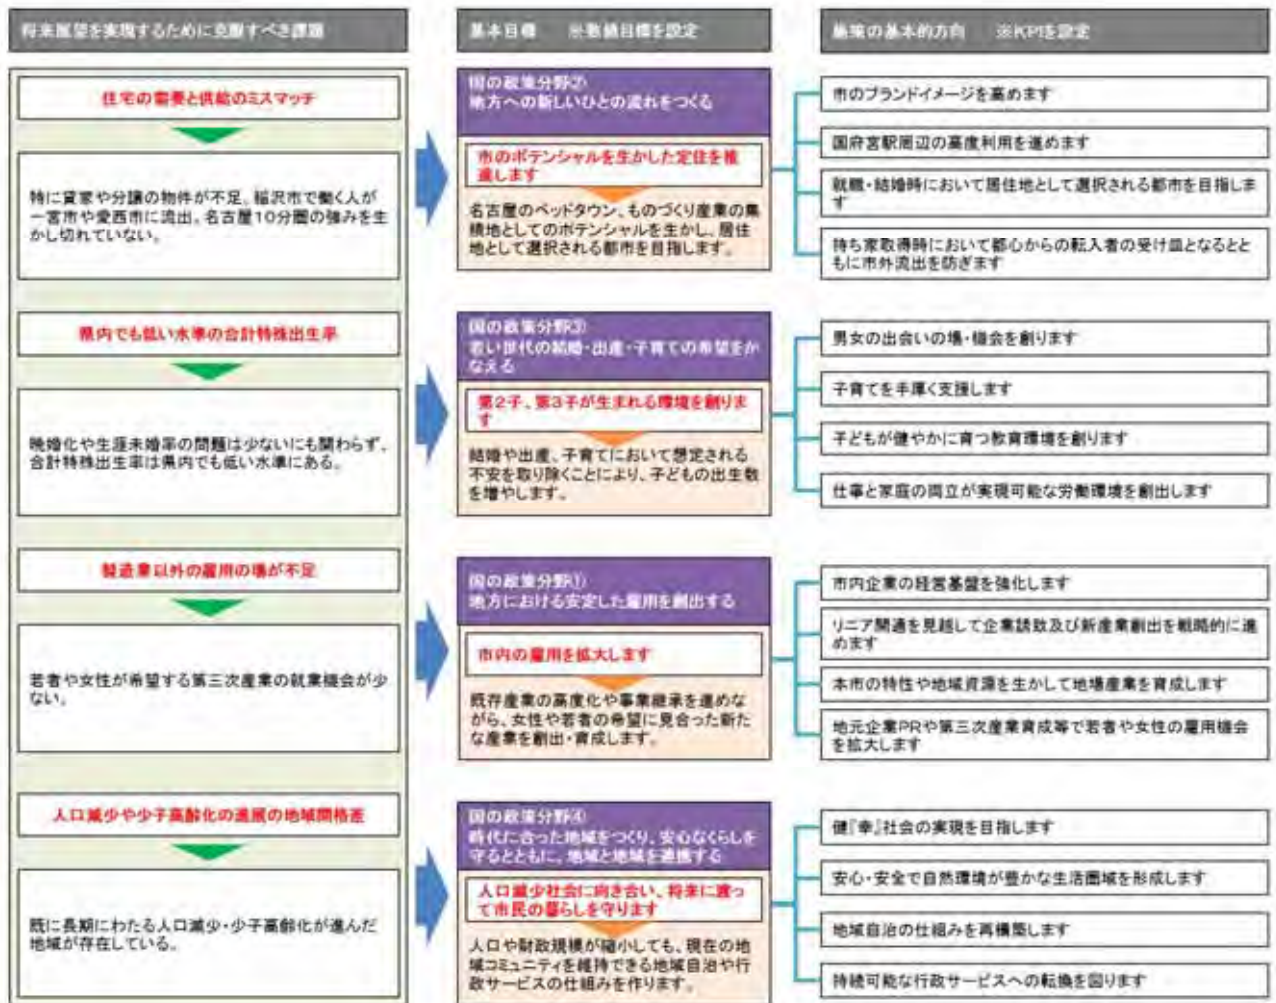 将来展望を実現するために克服すべき課題
基本目標　※数値目標を設定
施策の基本的方向　※KPIを設定
住宅の需要と供給のミスマッチ
特に貸家や分譲の物件が不足。稲沢市で働く人が
一宮市や愛西市に流出。名古屋10分圏の強みを生
かし切れていない。
国の政策分野②
地方への新しいひとの流れをつくる
市のポテンシャルを生かした定住を推
進します
名古屋のベッドタウン、ものづくり産業の集
積地としてのポテンシャルを生かし、居住
地として選択される都市を目指します。
市のブランドイメージを高めます
国府宮駅周辺の高度利用を進めます
就職・結婚時において居住地として選択される都市を目指しま
す
持ち家取得時において都心からの転入者の受け皿となるとと
もに市外流出を防ぎます
県内でも低い水準の合計特殊出生率
晩婚化や生涯未婚率の問題は少ないにも関わらず、
合計特殊出生率は県内でも低い水準にある。
国の政策分野③
若い世代の結婚・出産・子育ての希望をか
なえる
第2子、第3子が生まれる環境を創りま
す
結婚や出産、子育てにおいて想定される
不安を取り除くことにより、子どもの出生数
を増やします。
男女の出会いの場・機会を創ります
子育てを手厚く支援します
子どもが健やかに育つ教育環境を創ります
仕事と家庭の両立が実現可能な労働環境を創出します
製造業以外の雇用の場が不足
若者や女性が希望する第三次産業の就業機会が少
ない。
国の政策分野①
地方における安定した雇用を創出する
市内の雇用を拡大します
既存産業の高度化や事業継承を進めな
がら、女性や若者の希望に見合った新た
な産業を創出・育成します。
市内企業の経営基盤を強化します
リニア開通を見越して企業誘致及び新産業創出を戦略的に進
めます
本市の特性や地域資源を生かして地場産業を育成します
地元企業PRや第三次産業育成等で若者や女性の雇用機会
を拡大します
人口減少や少子高齢化の進展の地域間格差
既に長期にわたる人口減少・少子高齢化が進んだ
地域が存在している。
国の政策分野④
時代に合った地域をつくり、安心なくらしを
守るとともに、地域と地域を連携する
人口減少社会に向き合い、将来に渡っ
て市民の暮らしを守ります
人口や財政規模が縮小しても、現在の地
域コミュニティを維持できる地域自治や行
政サービスの仕組みを作ります。
健『幸』社会の実現を目指します
安心・安全で自然環境が豊かな生活圏域を形成します
地域自治の仕組みを再構築します
持続可能な行政サービスへの転換を図ります